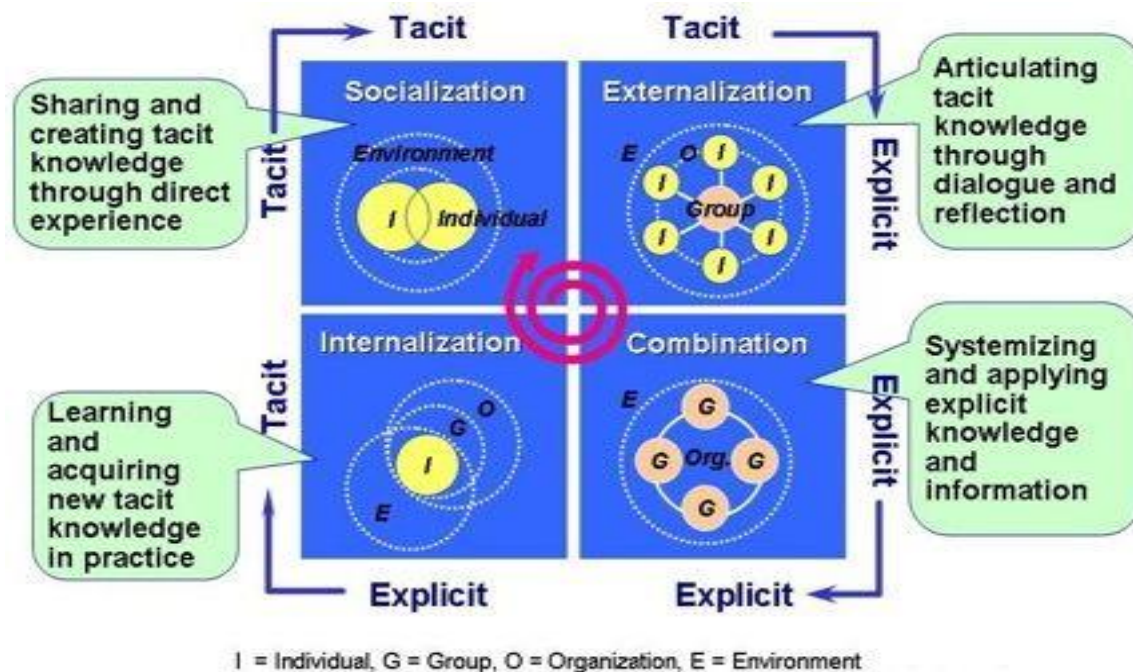 Tacit
Tacit
Sharing and
creating tacit
knowledge
through direct
experience
Tacit
Socialization
Environment
I
Individual
Externalization
E
O
I
I
I
Group
I
I
I
Explicit
Articulating
tacit
knowledge
through
dialogue and
reflection
Learning
and
acquiring
new tacit
knowledge
in practice
Tacit
Internalization
O
G
I
E
Combination
E
G
G
Org.
G
G
Explicit
Systemizing
and applying
explicit
knowledge
and
information
Explicit
Explicit
I = Individual, G = Group, O = Organization, E = Environment